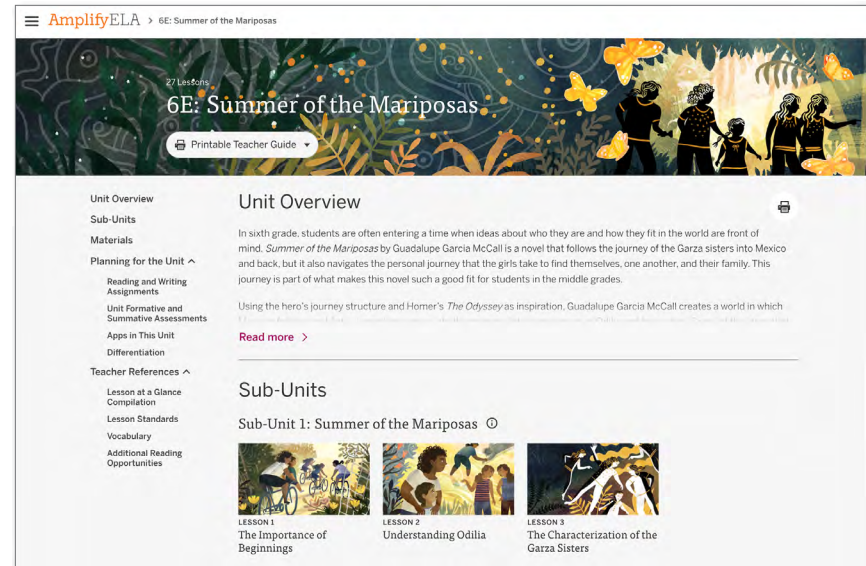 AmplifyELA > 6E: Summer of the Mariposas
27 Lessons
6E: Summer of the Mariposas
Printable Teacher Guide
Unit Overview
Sub-Units
Materials
Planning for the Unit
Reading and Writing
Assignments
Unit Formative and
Summative Assessments
Apps in This Unit
Differentiation
Teacher References
Lesson at a Glance
Compilation
Lesson Standards
Vocabulary
Additional Reading
Opportunities
Unit Overview
In sixth grade, students are often entering a time when ideas about who they are and how they fit in the world are front of
mind. Summer of the Mariposas by Guadalupe Garcia McCall is a novel that follows the journey of the Garza sisters into Mexico
and back, but it also navigates the personal journey that the girls take to find themselves, one another, and their family. This
journey is part of what makes this novel such a good fit for students in the middle grades.
Using the hero's journey structure and Homer's The Odyssey as inspiration, Guadalupe Garcia McCall creates a world in which
Read more >
Sub-Units
Sub-Unit 1: Summer of the Mariposas
LESSON 1
The Importance of
Beginnings
LESSON 2
Understanding Odilia
LESSON 3
The Characterization of the
Garza Sisters